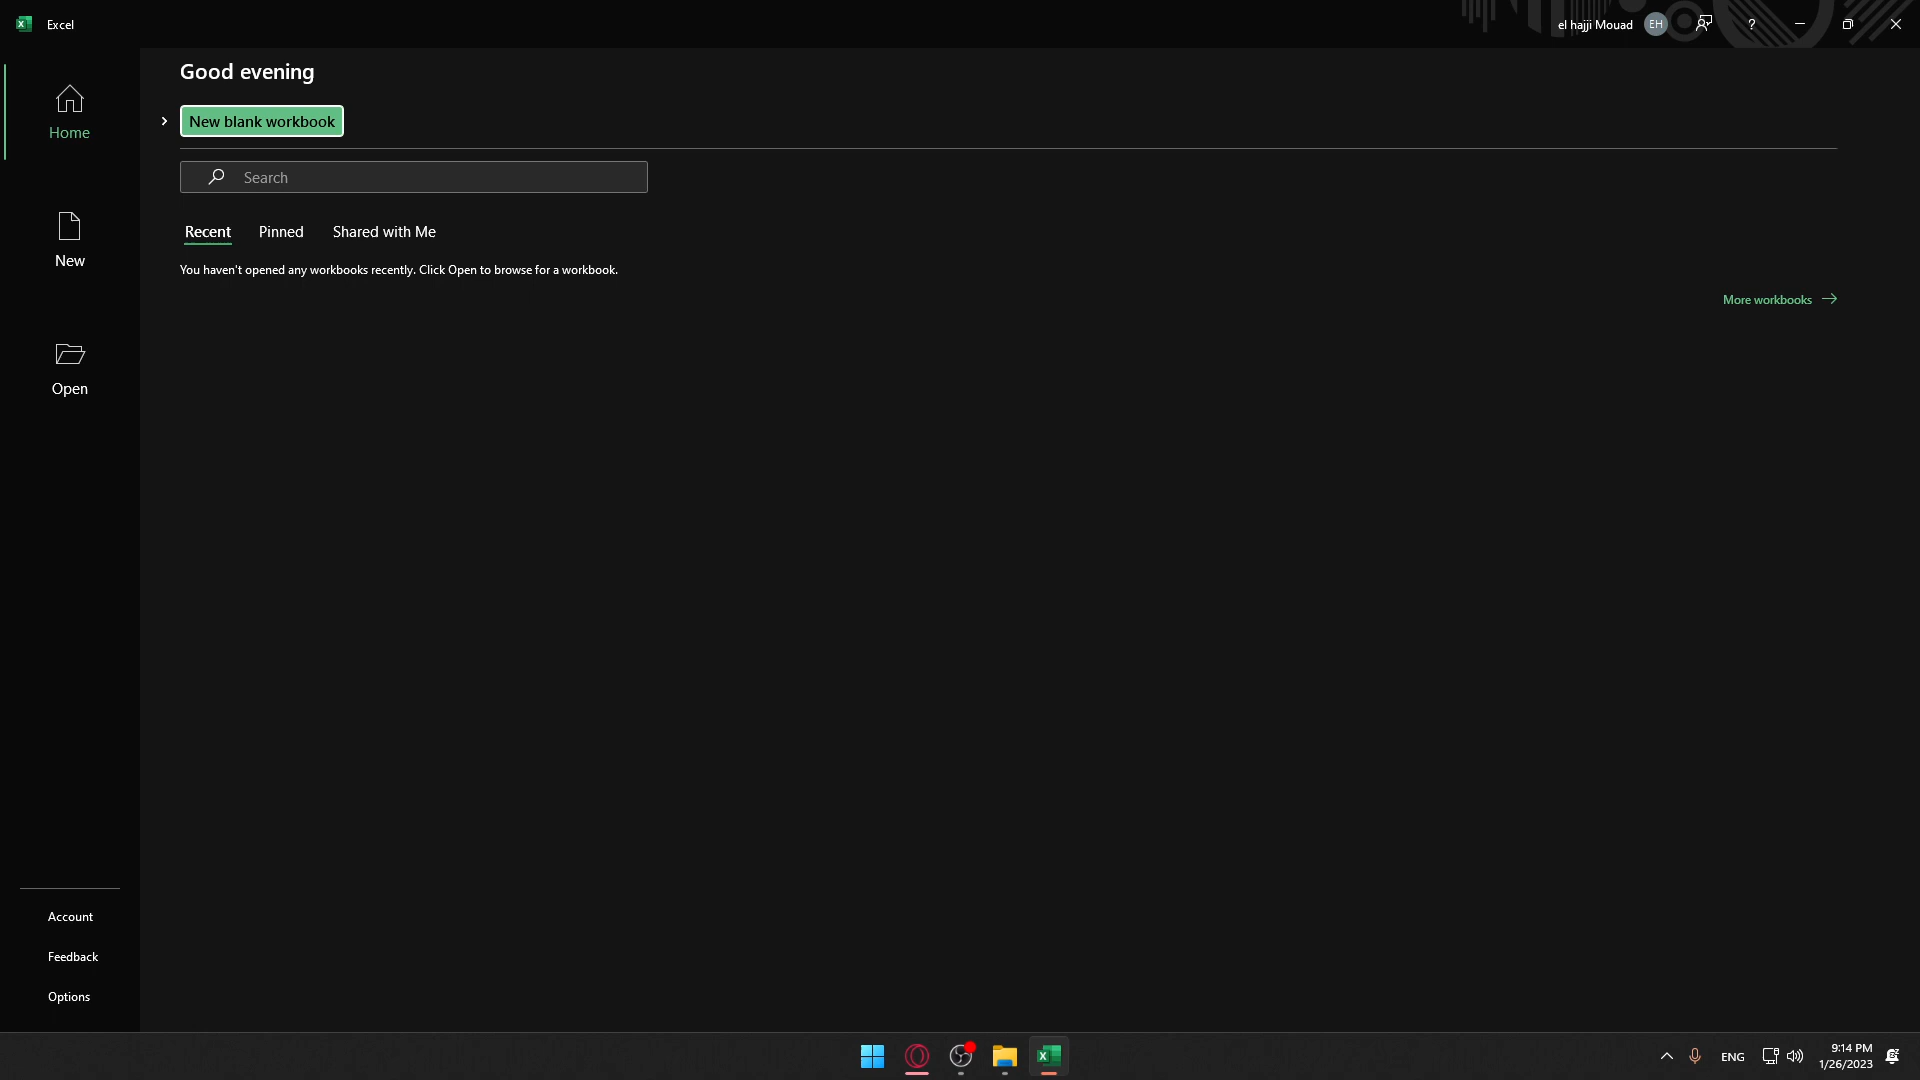 Excel
el hajji Mouad
EH
?
Good evening
Home
New blank workbook
Search
Recent
Pinned
Shared with Me
New
You haven't opened any workbooks recently. Click Open to browse for a workbook.
More workbooks
Open
Account
Feedback
Options
ENG
9:14 PM
1/26/2023